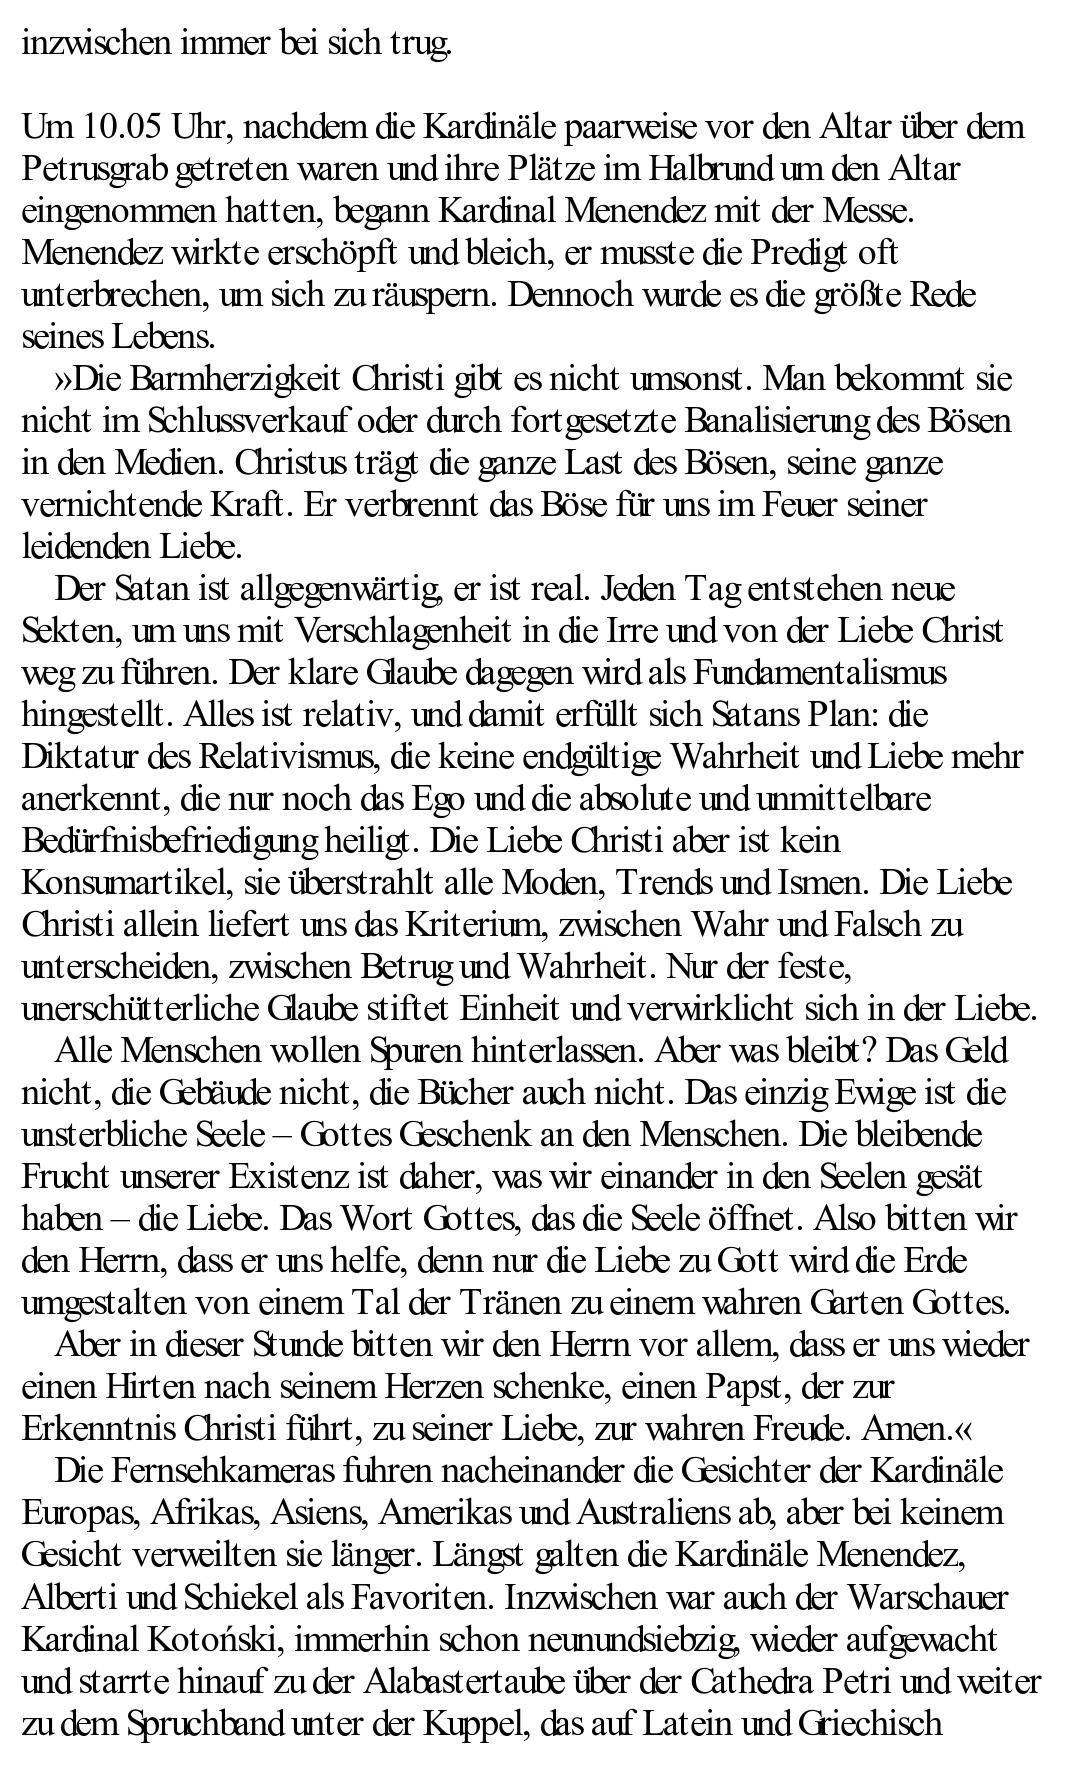 inzwischen immer bei sich trug.
Um 10.05 Uhr, nachdem die Kardinäle paarweise vor den Altar über dem
Petrusgrab getreten waren und ihre Plätze im Halbrund um den Altar
eingenommen hatten, begann Kardinal Menendez mit der Messe.
Menendez wirkte erschöpft und bleich, er musste die Predigt oft
unterbrechen, um sich zu räuspern. Dennoch wurde es die größte Rede
seines Lebens.
»Die Barmherzigkeit Christi gibt es nicht umsonst. Man bekommt sie
nicht im Schlussverkauf oder durch fortgesetzte Banalisierung des Bösen
in den Medien. Christus trägt die ganze Last des Bösen, seine ganze
vernichtende Kraft. Er verbrennt das Böse für uns im Feuer seiner
leidenden Liebe.
Der Satan ist allgegenwärtig, er ist real. Jeden Tag entstehen neue
Sekten, um uns mit Verschlagenheit in die Irre und von der Liebe Christ
weg zu führen. Der klare Glaube dagegen wird als Fundamentalismus
hingestellt. Alles ist relativ, und damit erfüllt sich Satans Plan: die
Diktatur des Relativismus, die keine endgültige Wahrheit und Liebe mehr
anerkennt, die nur noch das Ego und die absolute und unmittelbare
Bedürfnisbefriedigung heiligt. Die Liebe Christi aber ist kein
Konsumartikel, sie überstrahlt alle Moden, Trends und Ismen. Die Liebe
Christi allein liefert uns das Kriterium, zwischen Wahr und Falsch zu
unterscheiden, zwischen Betrug und Wahrheit. Nur der feste,
unerschütterliche Glaube stiftet Einheit und verwirklicht sich in der Liebe.
Alle Menschen wollen Spuren hinterlassen. Aber was bleibt? Das Geld
nicht, die Gebäude nicht, die Bücher auch nicht. Das einzig Ewige ist die
unsterbliche Seele – Gottes Geschenk an den Menschen. Die bleibende
Frucht unserer Existenz ist daher, was wir einander in den Seelen gesät
haben – die Liebe. Das Wort Gottes, das die Seele öffnet. Also bitten wir
den Herrn, dass er uns helfe, denn nur die Liebe zu Gott wird die Erde
umgestalten von einem Tal der Tränen zu einem wahren Garten Gottes.
Aber in dieser Stunde bitten wir den Herrn vor allem, dass er uns wieder
einen Hirten nach seinem Herzen schenke, einen Papst, der zur
Erkenntnis Christi führt, zu seiner Liebe, zur wahren Freude. Amen.«
Die Fernsehkameras fuhren nacheinander die Gesichter der Kardinäle
Europas, Afrikas, Asiens, Amerikas und Australiens ab, aber bei keinem
Gesicht verweilten sie länger. Längst galten die Kardinäle Menendez,
Alberti und Schiekel als Favoriten. Inzwischen war auch der Warschauer
Kardinal Kotoński, immerhin schon neunundsiebzig, wieder aufgewacht
und starrte hinauf zu der Alabastertaube über der Cathedra Petri und weiter
zu dem Spruchband unter der Kuppel, das auf Latein und Griechisch